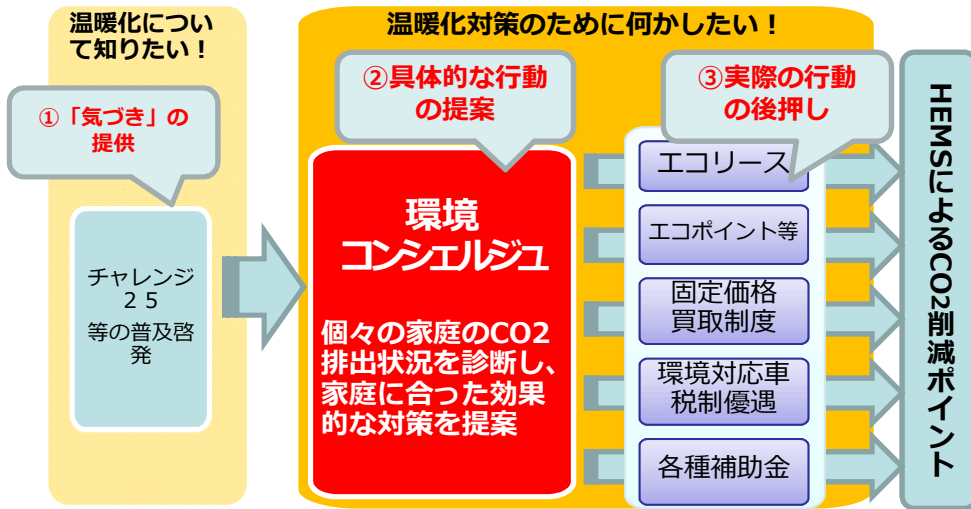 温暖化につい
て知りたい！
①「気づき」の
提供
チャレンジ
２５
等の普及啓
発
温暖化対策のために何かしたい！
②具体的な行動
の提案
環境
コンシェルジュ
個々の家庭のCO2
排出状況を診断し、
家庭に合った効果
的な対策を提案
③実際の行動
の後押し
エコリース
エコポイント等
固定価格
買取制度
環境対応車
税制優遇
各種補助金
HEMSによるCO2削減ポイント